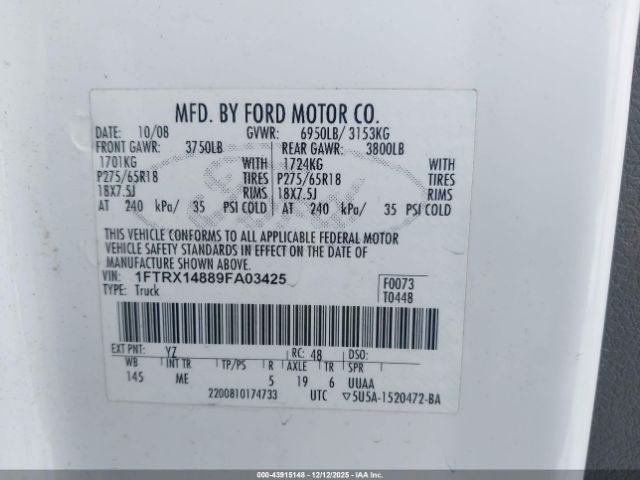 MFD. BY FORD MOTOR CO.
DATE: 10/08 GVWR: 6950LB/ 3153KG
FRONT GAWR: 3750LB REAR GAWR: 3800LB
1701KG WITH 1724KG WITH
P275/65R18 TIRES P275/65R18 TIRES
18X7.5J RIMS 18X7.5J RIMS
AT 240 kPa/ 35 PSI COLD AT 240 kPa/ 35 PSI COLD
THIS VEHICLE CONFORMS TO ALL APPLICABLE FEDERAL MOTOR
VEHICLE SAFETY STANDARDS IN EFFECT ON THE DATE OF
MANUFACTURE SHOWN ABOVE.
VIN: 1FTRX14889FA03425 F0073
TYPE: Truck T0448
EXT PNT: YZ RC: 48 DSO:
WB INT TR TP/PS R AXLE TR SPR
145 ME 5 19 6 UUAA
2200810174733 UTC ▽5U5A-1520472-BA
00-43915148 - 12/12/2025 - IAAI.CA